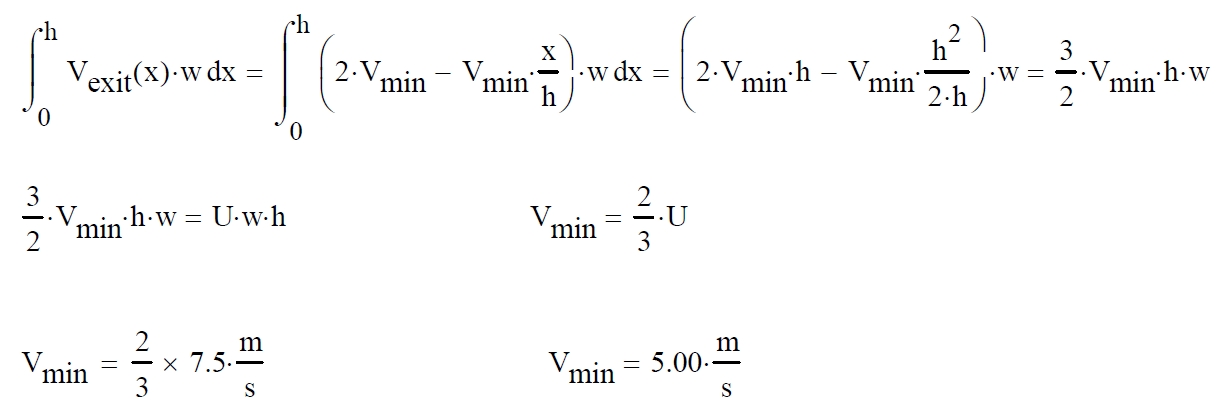 ∫₀ʰ V_exit(x)·w dx = ∫₀ʰ (2·V_min − V_min·x/h)·w dx = (2·V_min·h − V_min·h²/(2·h))·w = 3/2·V_min·h·w
3/2·V_min·h·w = U·w·h V_min = 2/3·U
V_min = 2/3 × 7.5·m/s V_min = 5.00·m/s